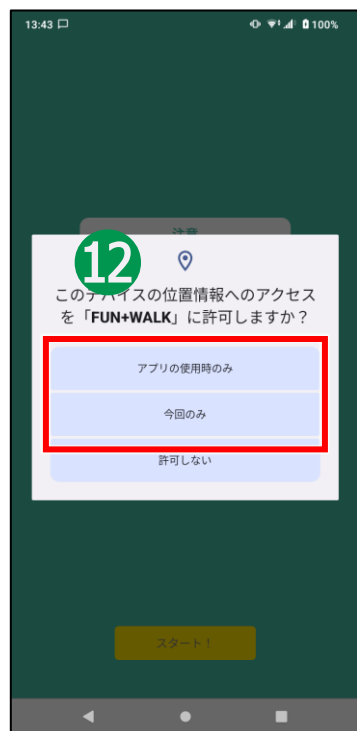 13:43 100%
注意
12
このデバイスの位置情報へのアクセス
を「FUN+WALK」に許可しますか？
アプリの使用時のみ
今回のみ
許可しない
スタート！